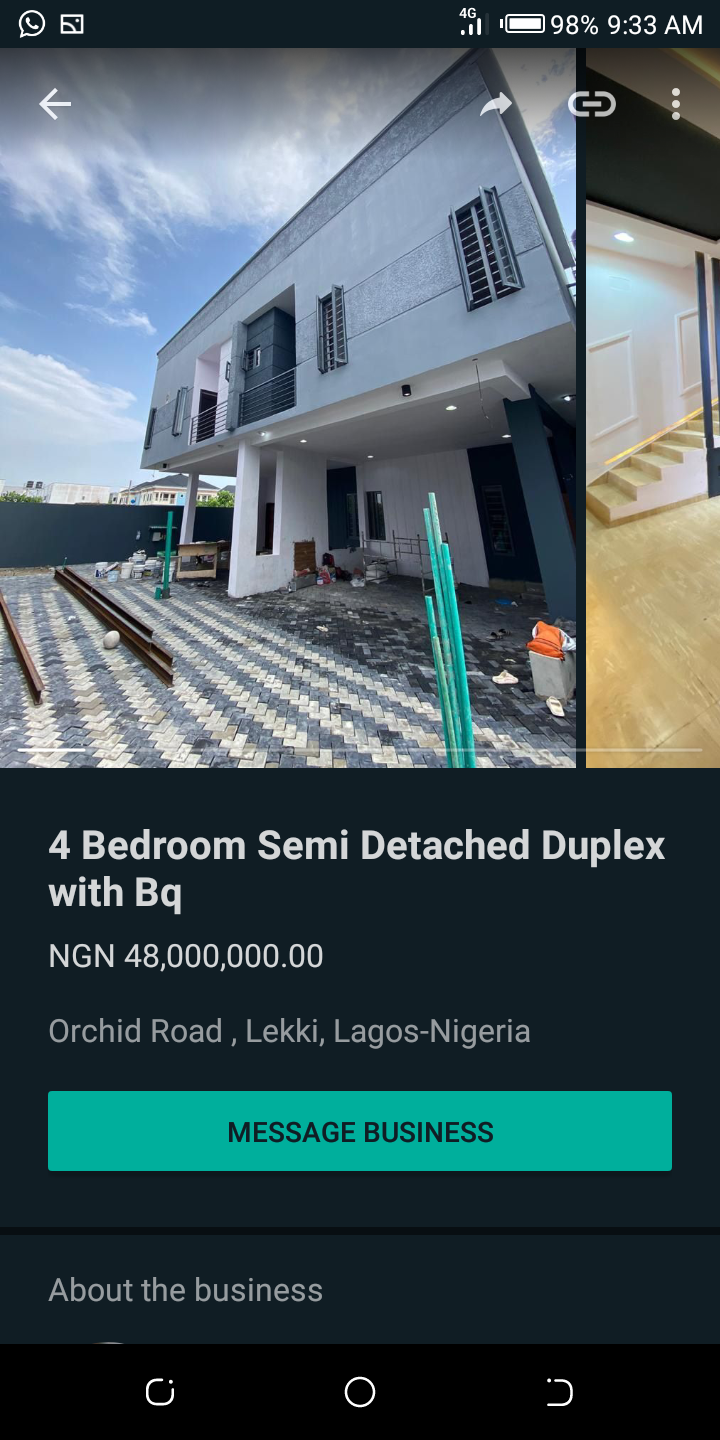 4G 98% 9:33 AM
4 Bedroom Semi Detached Duplex
with Bq
NGN 48,000,000.00
Orchid Road , Lekki, Lagos-Nigeria
MESSAGE BUSINESS
About the business